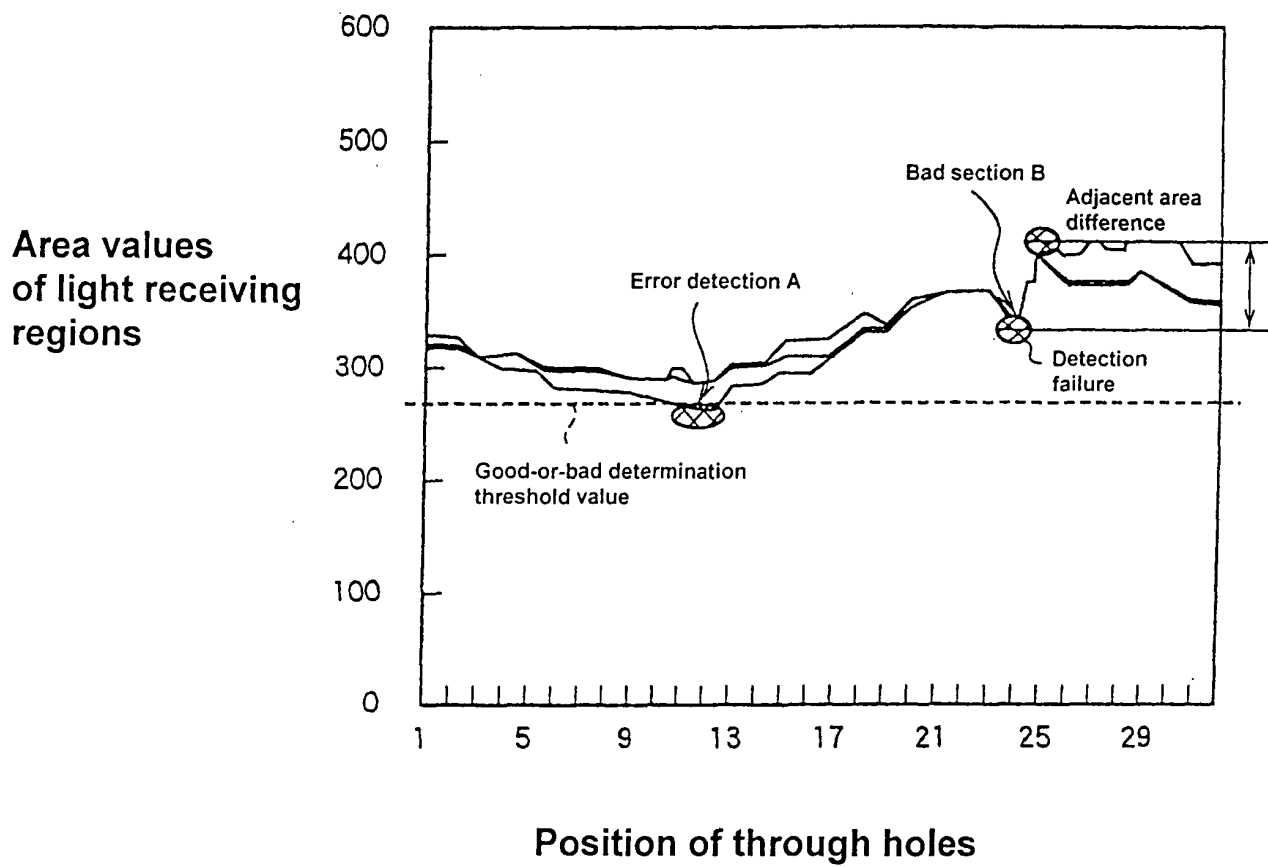 600
500
400
300
200
100
0
Area values
of light receiving
regions
Bad section B
Adjacent area
difference
Error detection A
Detection
failure
Good-or-bad determination
threshold value
1 5 9 13 17 21 25 29
Position of through holes